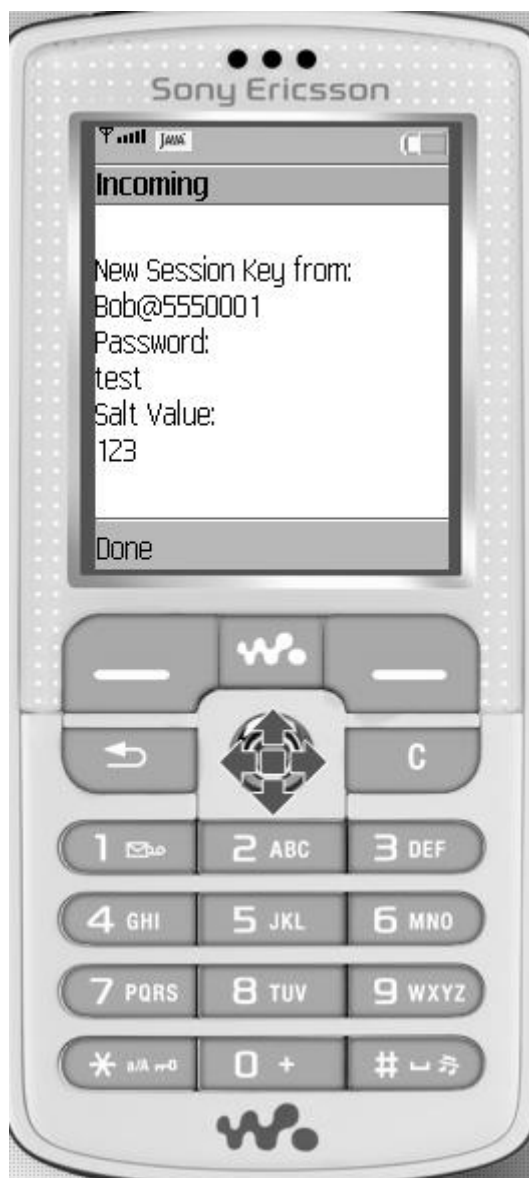 Sony Ericsson
JAVA
Incoming
New Session Key from:
Bob@5550001
Password:
test
Salt Value:
123
Done
C
1 2 ABC 3 DEF
4 GHI 5 JKL 6 MNO
7 PQRS 8 TUV 9 WXYZ
* a/A 0 + #